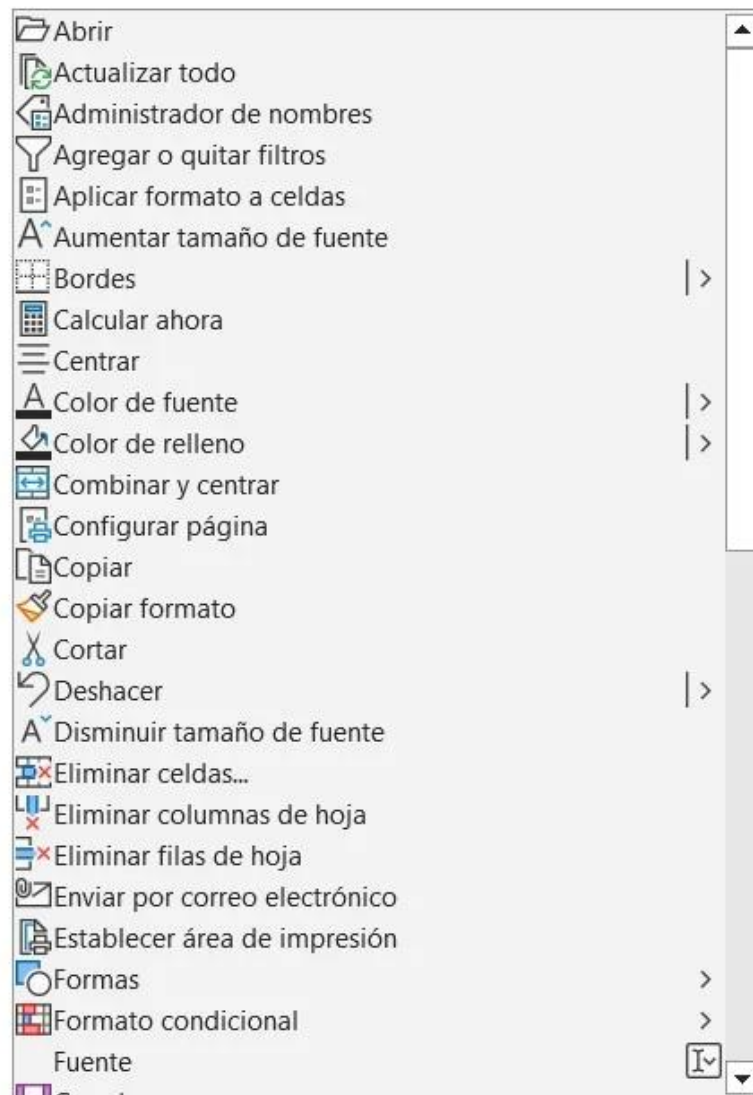 Abrir
Actualizar todo
Administrador de nombres
Agregar o quitar filtros
Aplicar formato a celdas
Aumentar tamaño de fuente
Bordes
Calcular ahora
Centrar
Color de fuente
Color de relleno
Combinar y centrar
Configurar página
Copiar
Copiar formato
Cortar
Deshacer
Disminuir tamaño de fuente
Eliminar celdas...
Eliminar columnas de hoja
Eliminar filas de hoja
Enviar por correo electrónico
Establecer área de impresión
Formas
Formato condicional
Fuente